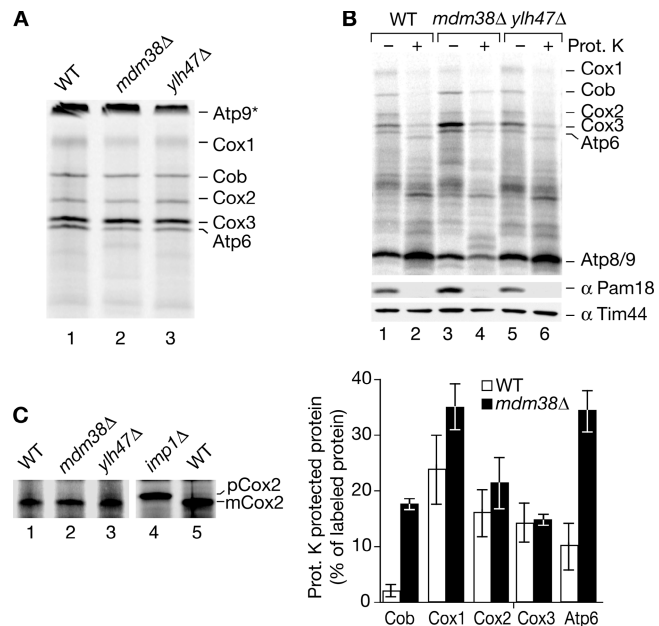 A
WT
mdm38Δ
ylh47Δ
Atp9*
Cox1
Cob
Cox2
Cox3
Atp6
1 2 3
B
WT mdm38Δ ylh47Δ
– + – + – + Prot. K
Cox1
Cob
Cox2
Cox3
Atp6
Atp8/9
α Pam18
α Tim44
1 2 3 4 5 6
C
WT
mdm38Δ
ylh47Δ
imp1Δ
WT
pCox2
mCox2
1 2 3 4 5
Prot. K protected protein
(% of labeled protein)
40
30
20
10
0
WT
mdm38Δ
Cob Cox1 Cox2 Cox3 Atp6